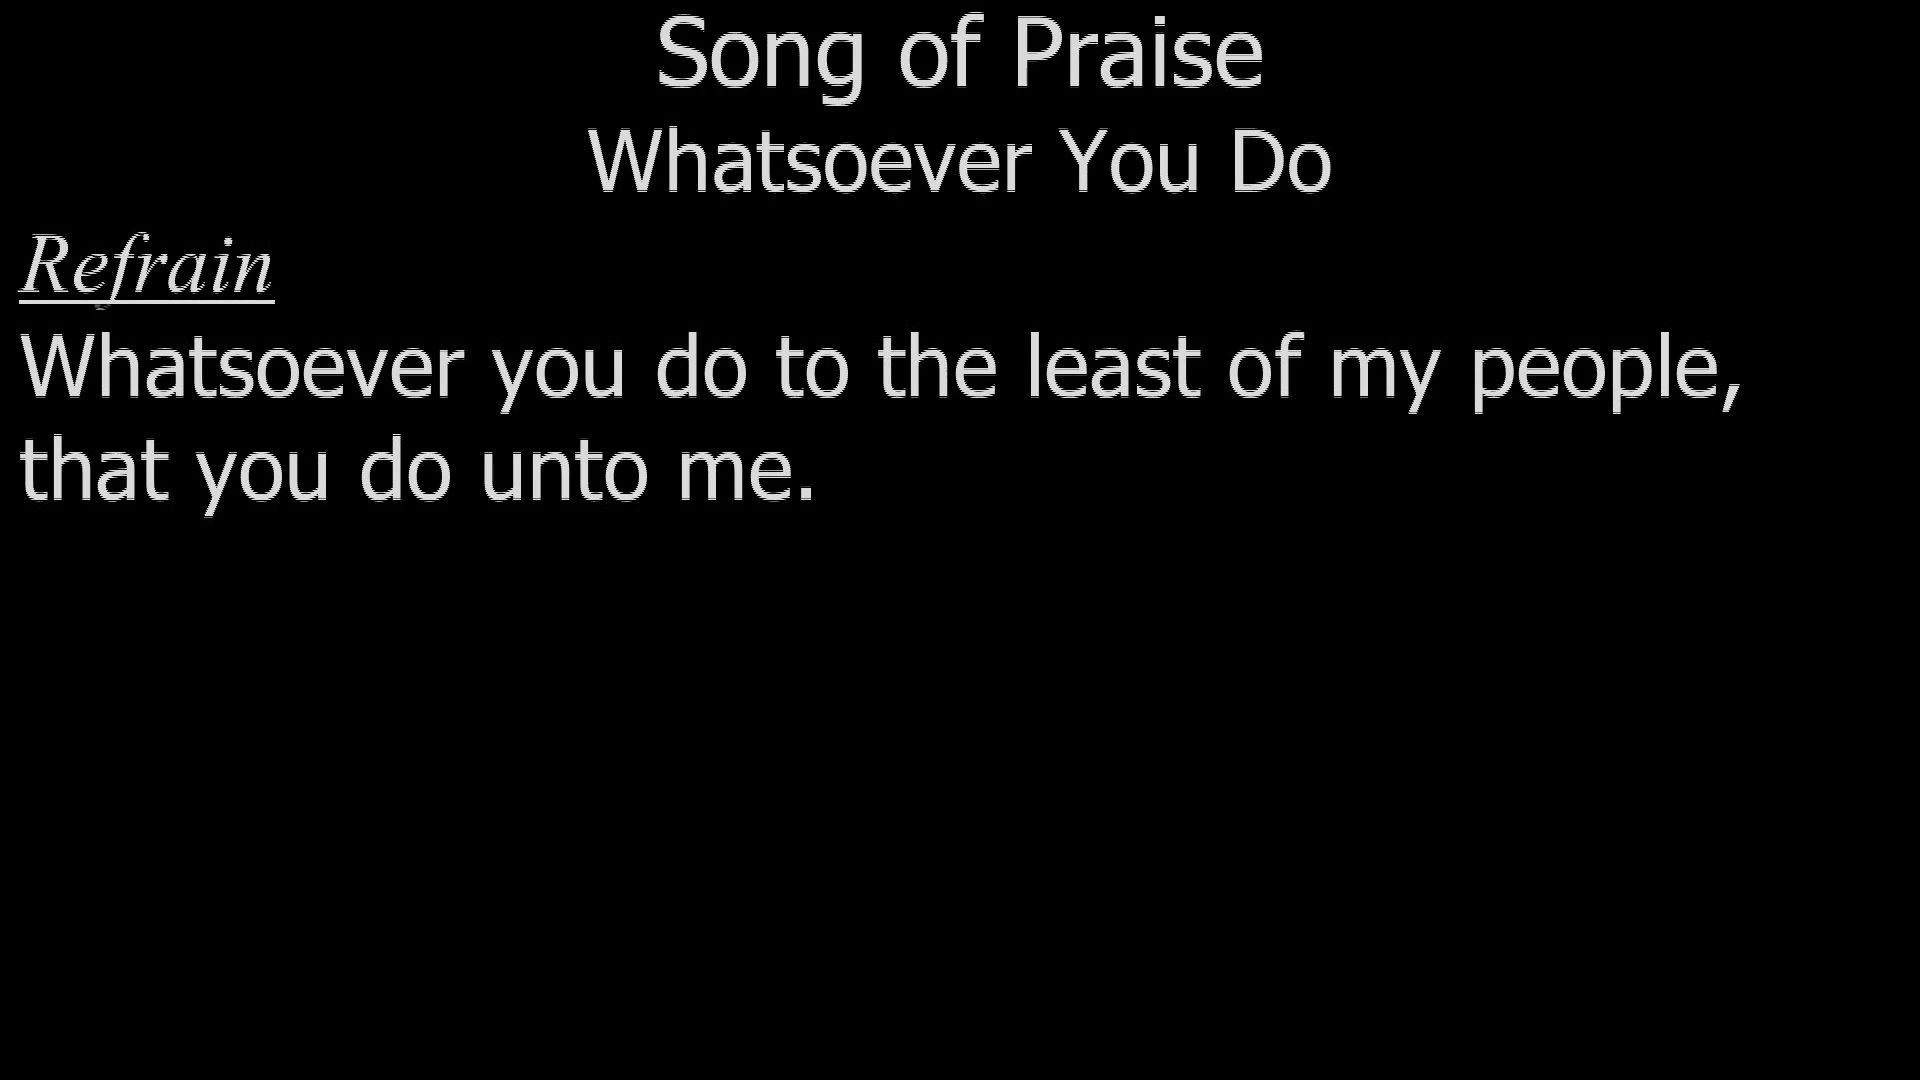 Song of Praise
Whatsoever You Do
Refrain
Whatsoever you do to the least of my people,
that you do unto me.